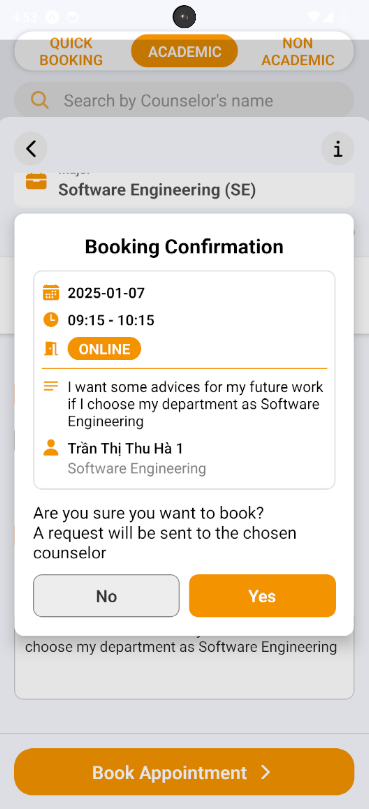 4:53
QUICK
BOOKING
ACADEMIC
NON
ACADEMIC
Search by Counselor's name
i
Major
Software Engineering (SE)
Booking Confirmation
2025-01-07
09:15 - 10:15
ONLINE
I want some advices for my future work
if I choose my department as Software
Engineering
Trần Thị Thu Hà 1
Software Engineering
Are you sure you want to book?
A request will be sent to the chosen
counselor
No
Yes
choose my department as Software Engineering
Book Appointment